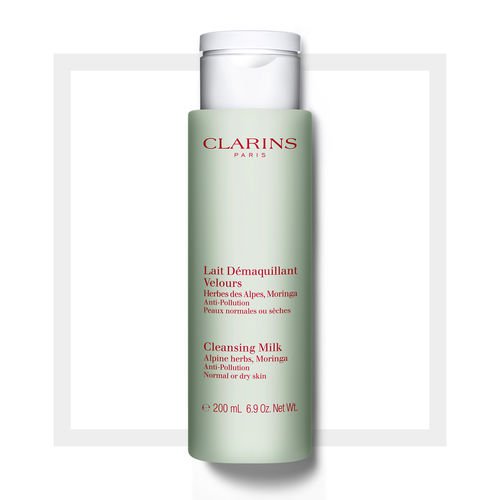 CLARINS
PARIS
Lait Démaquillant
Velours
Herbes des Alpes, Moringa
Anti-Pollution
Peaux normales ou sèches
Cleansing Milk
Alpine herbs, Moringa
Anti-Pollution
Normal or dry skin
℮ 200 mL 6.9 Oz. Net Wt.